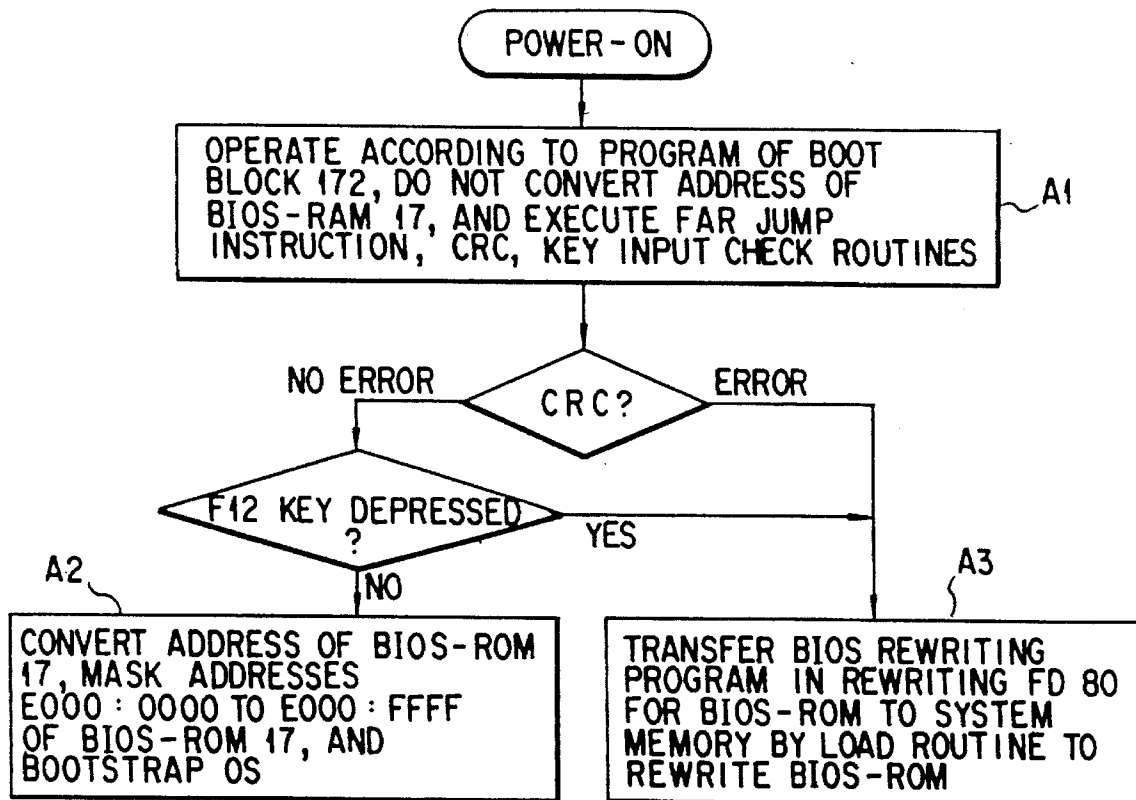 POWER-ON
OPERATE ACCORDING TO PROGRAM OF BOOT
BLOCK 172, DO NOT CONVERT ADDRESS OF
BIOS-RAM 17, AND EXECUTE FAR JUMP
INSTRUCTION, CRC, KEY INPUT CHECK ROUTINES
A1
NO ERROR
CRC?
ERROR
F12 KEY DEPRESSED
?
YES
NO
A2
CONVERT ADDRESS OF BIOS-ROM
17, MASK ADDRESSES
E000:0000 TO E000:FFFF
OF BIOS-ROM 17, AND
BOOTSTRAP OS
A3
TRANSFER BIOS REWRITING
PROGRAM IN REWRITING FD 80
FOR BIOS-ROM TO SYSTEM
MEMORY BY LOAD ROUTINE TO
REWRITE BIOS-ROM